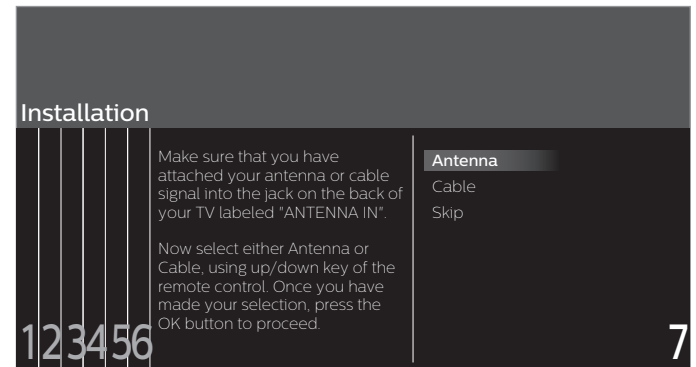 Installation
Make sure that you have
attached your antenna or cable
signal into the jack on the back of
your TV labeled "ANTENNA IN".
Now select either Antenna or
Cable, using up/down key of the
remote control. Once you have
made your selection, press the
OK button to proceed.
Antenna
Cable
Skip
123456
7